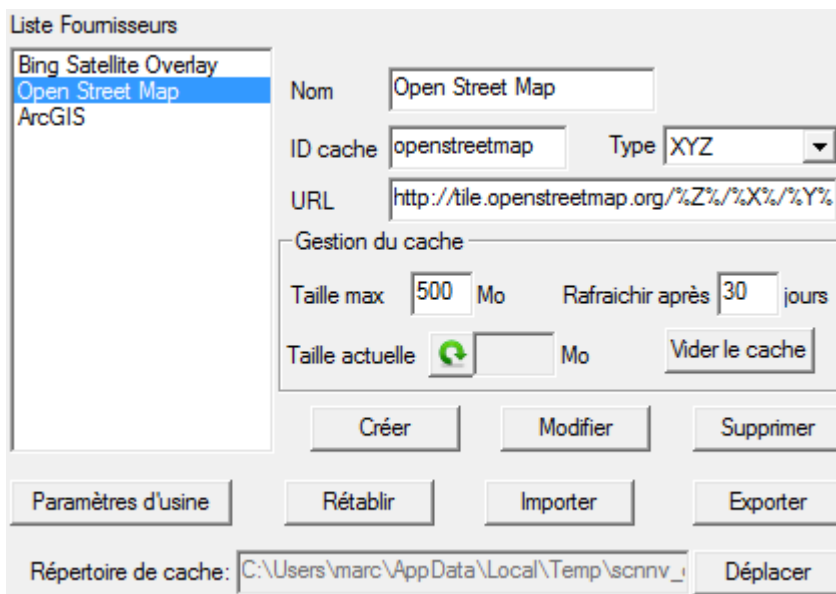 Liste Fournisseurs
Bing Satellite Overlay
Open Street Map
ArcGIS
Nom Open Street Map
ID cache openstreetmap Type XYZ
URL http://tile.openstreetmap.org/%Z%/%X%/%Y%
Gestion du cache
Taille max 500 Mo Rafraichir après 30 jours
Taille actuelle Mo Vider le cache
Créer Modifier Supprimer
Paramètres d'usine Rétablir Importer Exporter
Répertoire de cache: C:\Users\marc\AppData\Local\Temp\scnnv_ Déplacer